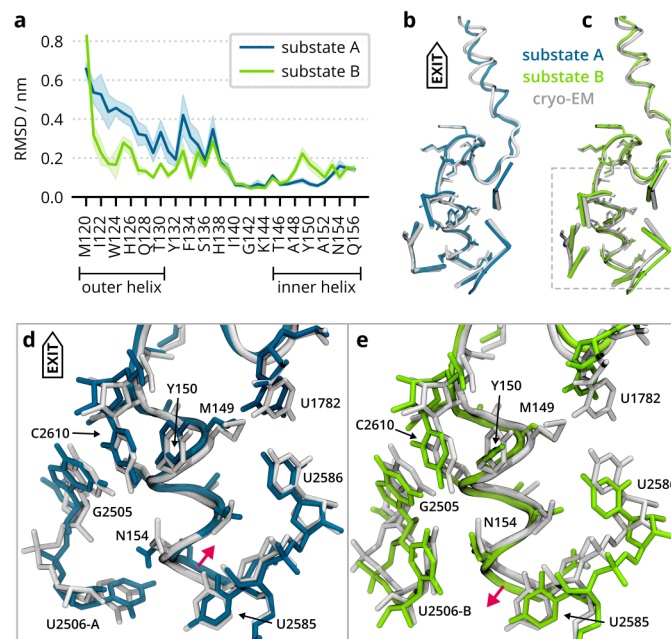 a
RMSD / nm
0.8
0.6
0.4
0.2
0.0
substate A
substate B
M120
I122
W124
H126
Q128
T130
Y132
F134
S136
H138
I140
G142
K144
T146
A148
Y150
A152
N154
Q156
outer helix
inner helix
b
EXIT
c
substate A
substate B
cryo-EM
d
EXIT
Y150
M149
U1782
C2610
U2586
G2505
N154
U2506-A
U2585
e
Y150
M149
U1782
C2610
U2586
G2505
N154
U2506-B
U2585